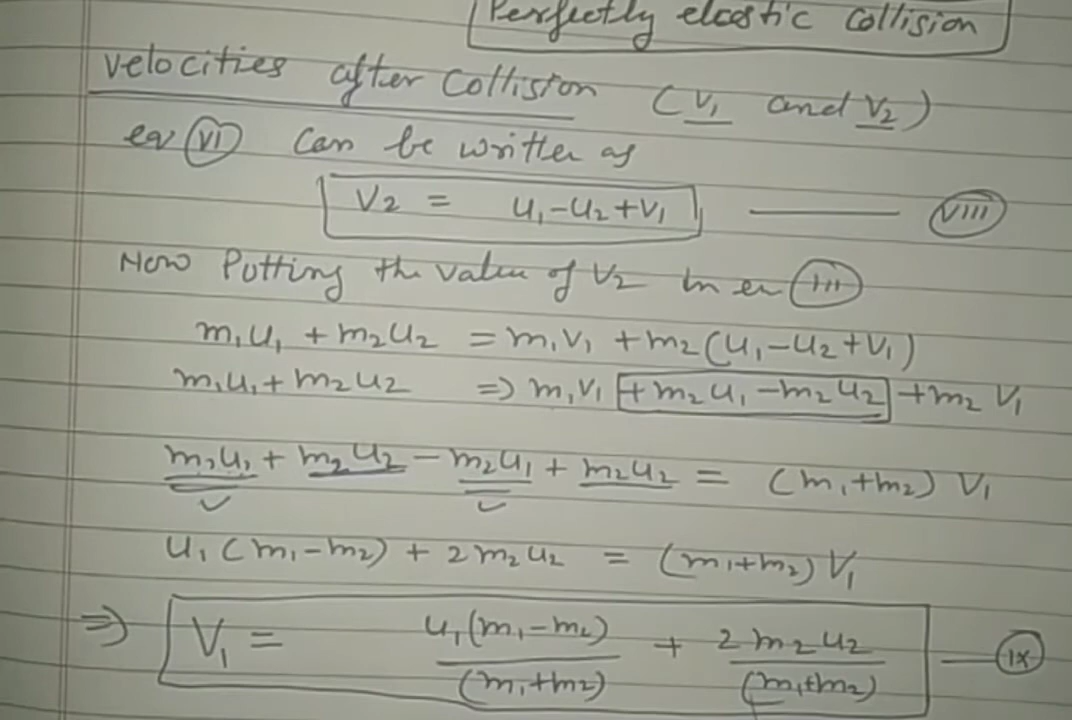 Perfectly elastic Collision
velocities after Collision (V₁ and V₂)
eq (VI) Can be written as
V₂ = u₁-u₂+V₁ — (VIII)
Now Putting the value of V₂ in eq (III)
m₁u₁ + m₂u₂ = m₁V₁ + m₂(u₁-u₂+V₁)
m₁u₁+ m₂u₂ => m₁V₁ + m₂u₁ -m₂u₂ +m₂ V₁
m₁u₁ + m₂u₂ - m₂u₁ + m₂u₂ = (m₁+m₂) V₁
u₁(m₁-m₂) + 2m₂u₂ = (m₁+m₂) V₁
⇒ V₁ = u₁(m₁-m₂)/(m₁+m₂) + 2m₂u₂/(m₁+m₂) — (IX)